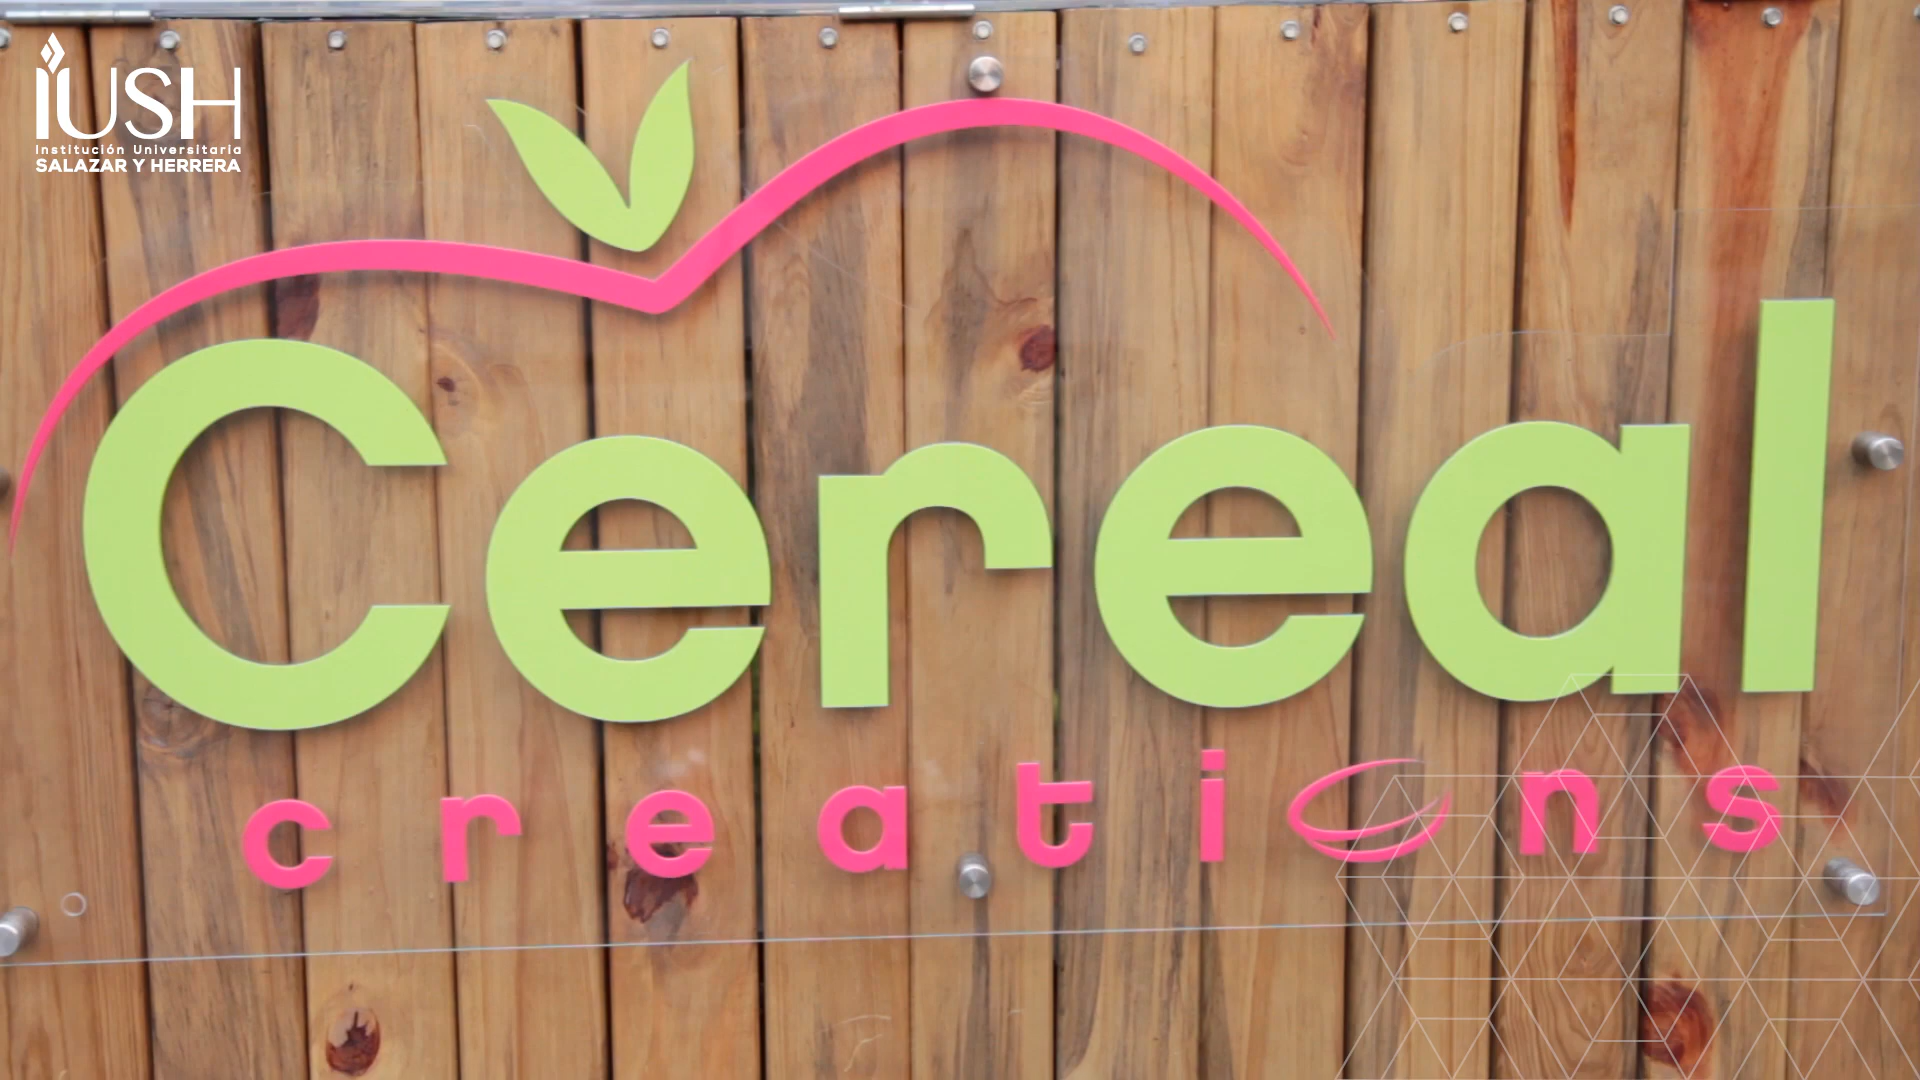 iUSH
Institución Universitaria
SALAZAR Y HERRERA
Cereal
creations